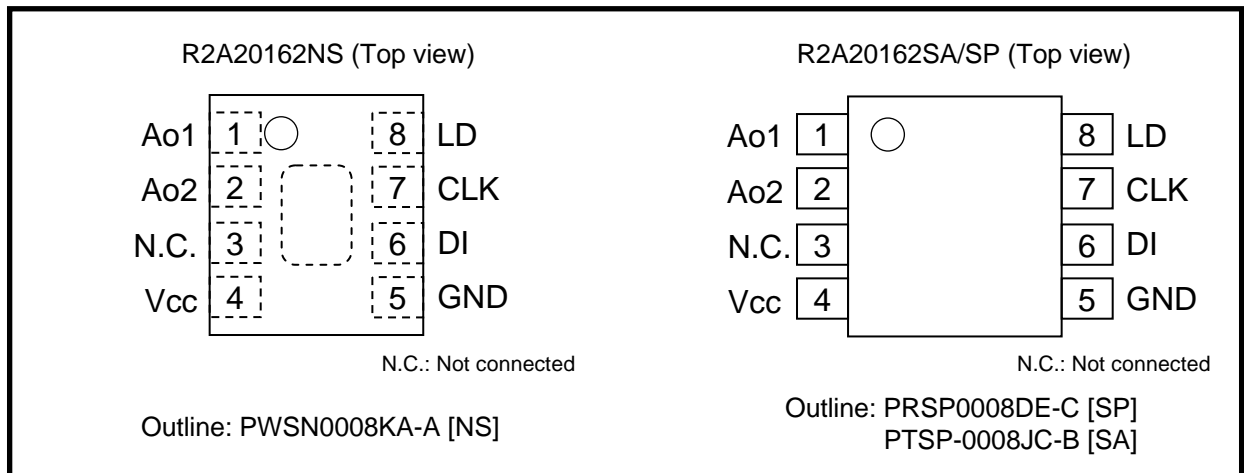 R2A20162NS (Top view)
Ao1 1 8 LD
Ao2 2 7 CLK
N.C. 3 6 DI
Vcc 4 5 GND
N.C.: Not connected
Outline: PWSN0008KA-A [NS]
R2A20162SA/SP (Top view)
Ao1 1 8 LD
Ao2 2 7 CLK
N.C. 3 6 DI
Vcc 4 5 GND
N.C.: Not connected
Outline: PRSP0008DE-C [SP]
PTSP-0008JC-B [SA]